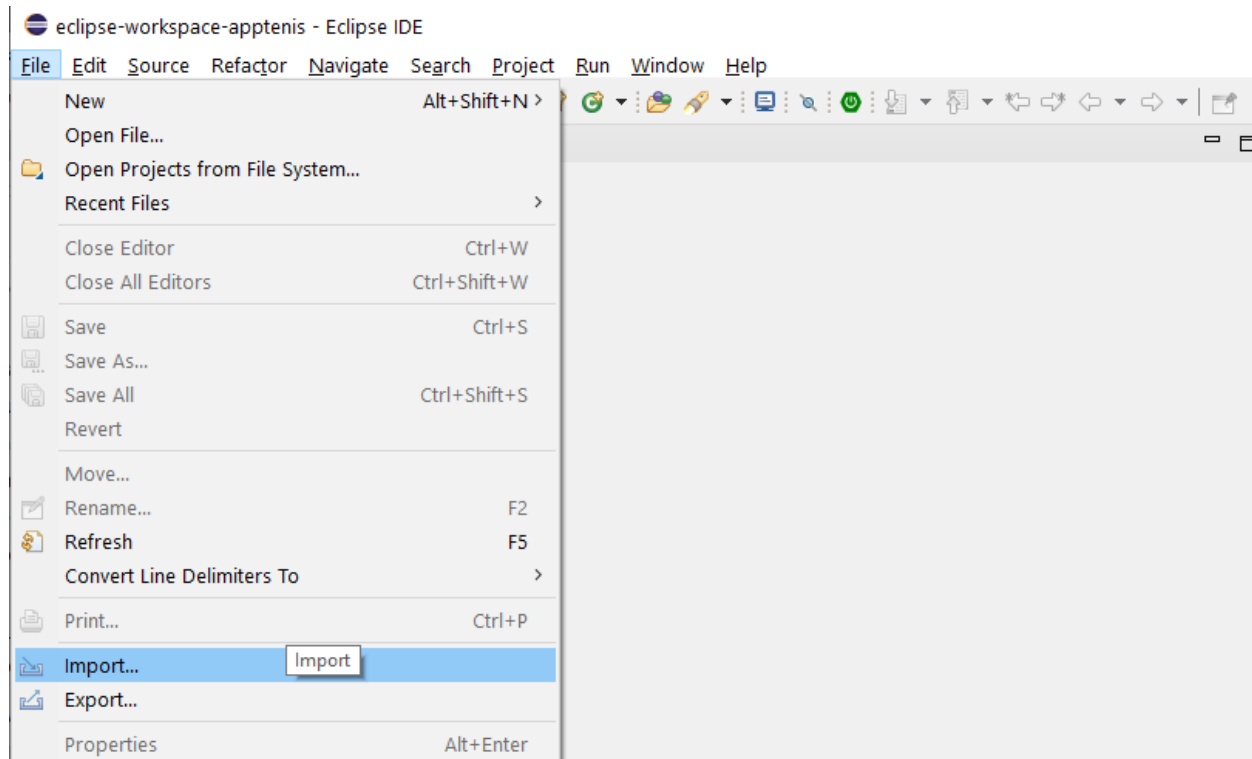 eclipse-workspace-apptenis - Eclipse IDE
File Edit Source Refactor Navigate Search Project Run Window Help
New Alt+Shift+N >
Open File...
Open Projects from File System...
Recent Files >
Close Editor Ctrl+W
Close All Editors Ctrl+Shift+W
Save Ctrl+S
Save As...
Save All Ctrl+Shift+S
Revert
Move...
Rename... F2
Refresh F5
Convert Line Delimiters To >
Print... Ctrl+P
Import... Import
Export...
Properties Alt+Enter